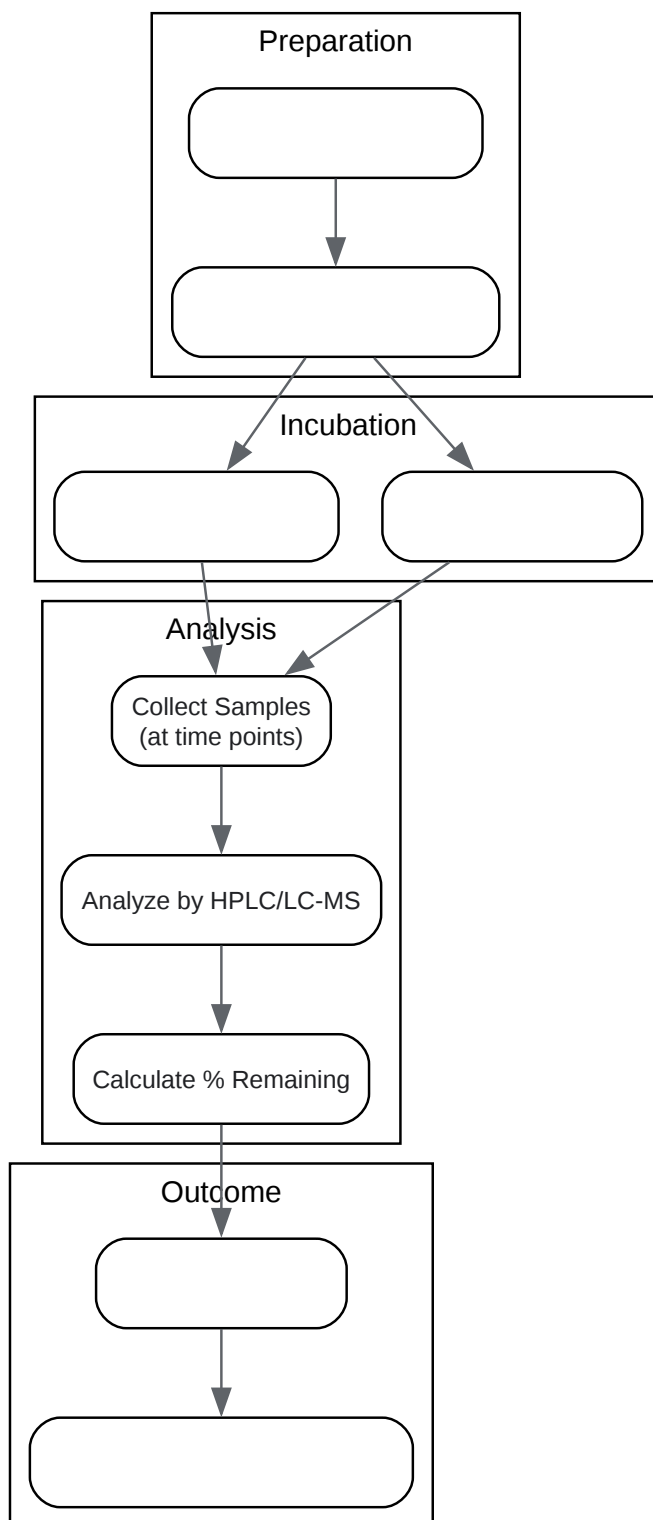 Preparation
Incubation
Analysis
Collect Samples
(at time points)
Analyze by HPLC/LC-MS
Calculate % Remaining
Outcome